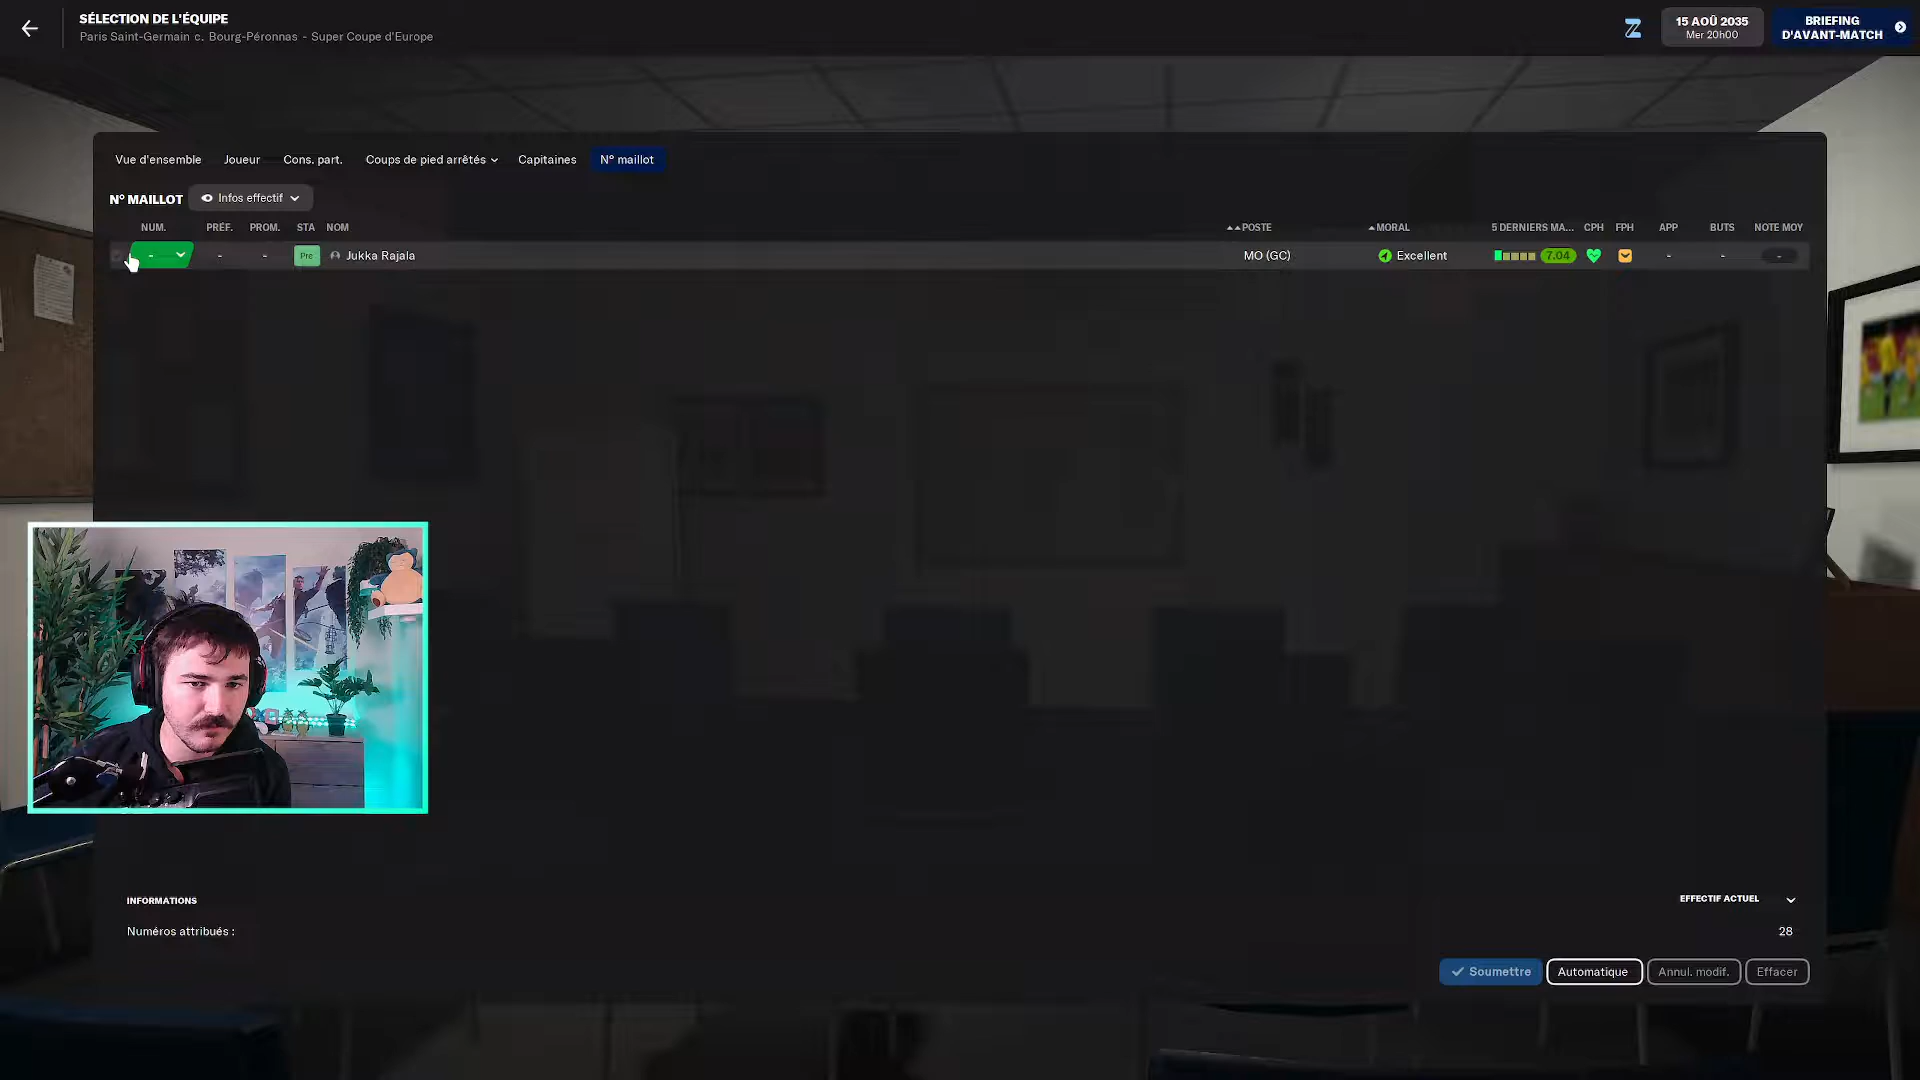 SÉLECTION DE L'ÉQUIPE
Paris Saint-Germain c. Bourg-Péronnas - Super Coupe d'Europe
15 AOÛ 2035
Mer 20h00
BRIEFING
D'AVANT-MATCH
Vue d'ensemble Joueur Cons. part. Coups de pied arrêtés Capitaines N° maillot
N° MAILLOT Infos effectif
NUM. PRÉF. PROM. STA NOM POSTE MORAL 5 DERNIERS MA... CPH FPH APP BUTS NOTE MOY
- - - Pre Jukka Rajala MO (GC) Excellent 7.04 - - -
INFORMATIONS
EFFECTIF ACTUEL
Numéros attribués : 28
Soumettre Automatique Annul. modif. Effacer